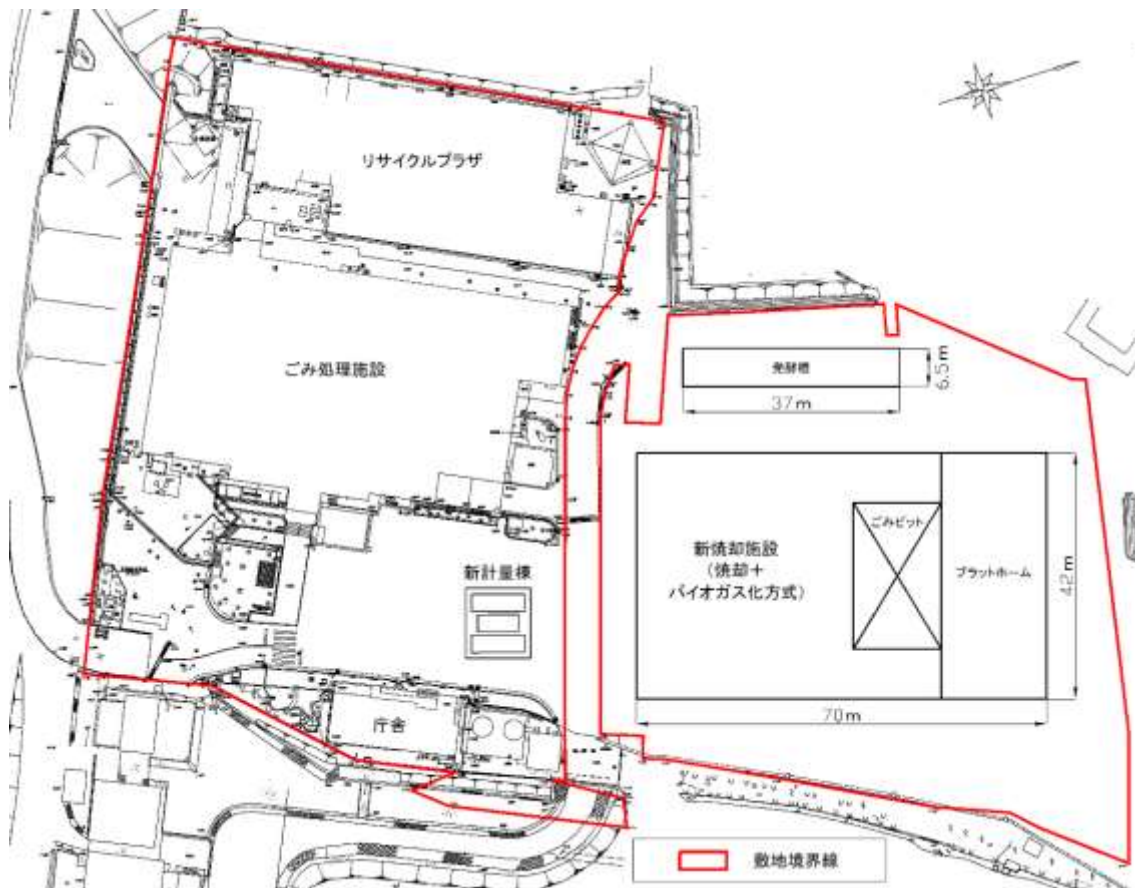 リサイクルプラザ
ごみ処理施設
発酵槽
6.5m
37m
新焼却施設
(焼却＋
バイオガス化方式)
ごみピット
プラットホーム
42m
70m
新計量棟
庁舎
敷地境界線